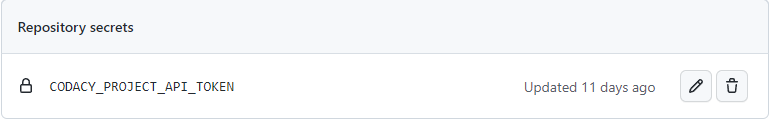 Repository secrets
CODACY_PROJECT_API_TOKEN Updated 11 days ago